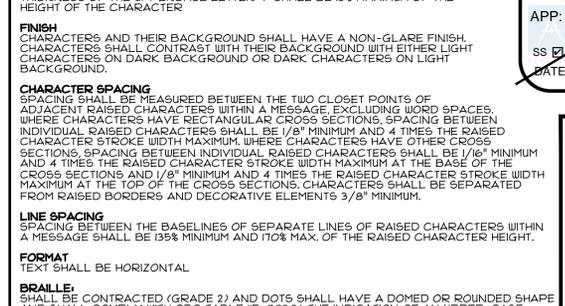 HEIGHT OF THE CHARACTER
FINISH
CHARACTERS AND THEIR BACKGROUND SHALL HAVE A NON-GLARE FINISH.
CHARACTERS SHALL CONTRAST WITH THEIR BACKGROUND WITH EITHER LIGHT
CHARACTERS ON DARK BACKGROUND OR DARK CHARACTERS ON LIGHT
BACKGROUND.
CHARACTER SPACING
SPACING SHALL BE MEASURED BETWEEN THE TWO CLOSEST POINTS OF
ADJACENT RAISED CHARACTERS WITHIN A MESSAGE, EXCLUDING WORD SPACES.
WHERE CHARACTERS HAVE RECTANGULAR CROSS SECTIONS, SPACING BETWEEN
INDIVIDUAL RAISED CHARACTERS SHALL BE 1/8" MINIMUM AND 4 TIMES THE RAISED
CHARACTER STROKE WIDTH MAXIMUM. WHERE CHARACTERS HAVE OTHER CROSS
SECTIONS, SPACING BETWEEN INDIVIDUAL RAISED CHARACTERS SHALL BE 1/16" MINIMUM
AND 4 TIMES THE RAISED CHARACTER STROKE WIDTH MAXIMUM AT THE BASE OF THE
CROSS SECTIONS AND 1/8" MINIMUM AND 4 TIMES THE RAISED CHARACTER STROKE WIDTH
MAXIMUM AT THE TOP OF THE CROSS SECTIONS. CHARACTERS SHALL BE SEPARATED
FROM RAISED BORDERS AND DECORATIVE ELEMENTS 3/8" MINIMUM.
LINE SPACING
SPACING BETWEEN THE BASELINES OF SEPARATE LINES OF RAISED CHARACTERS WITHIN
A MESSAGE SHALL BE 135% MINIMUM AND 170% MAX. OF THE RAISED CHARACTER HEIGHT.
FORMAT
TEXT SHALL BE HORIZONTAL
BRAILLE:
SHALL BE CONTRACTED (GRADE 2) AND DOTS SHALL HAVE A DOMED OR ROUNDED SHAPE
APP:
SS
DATE